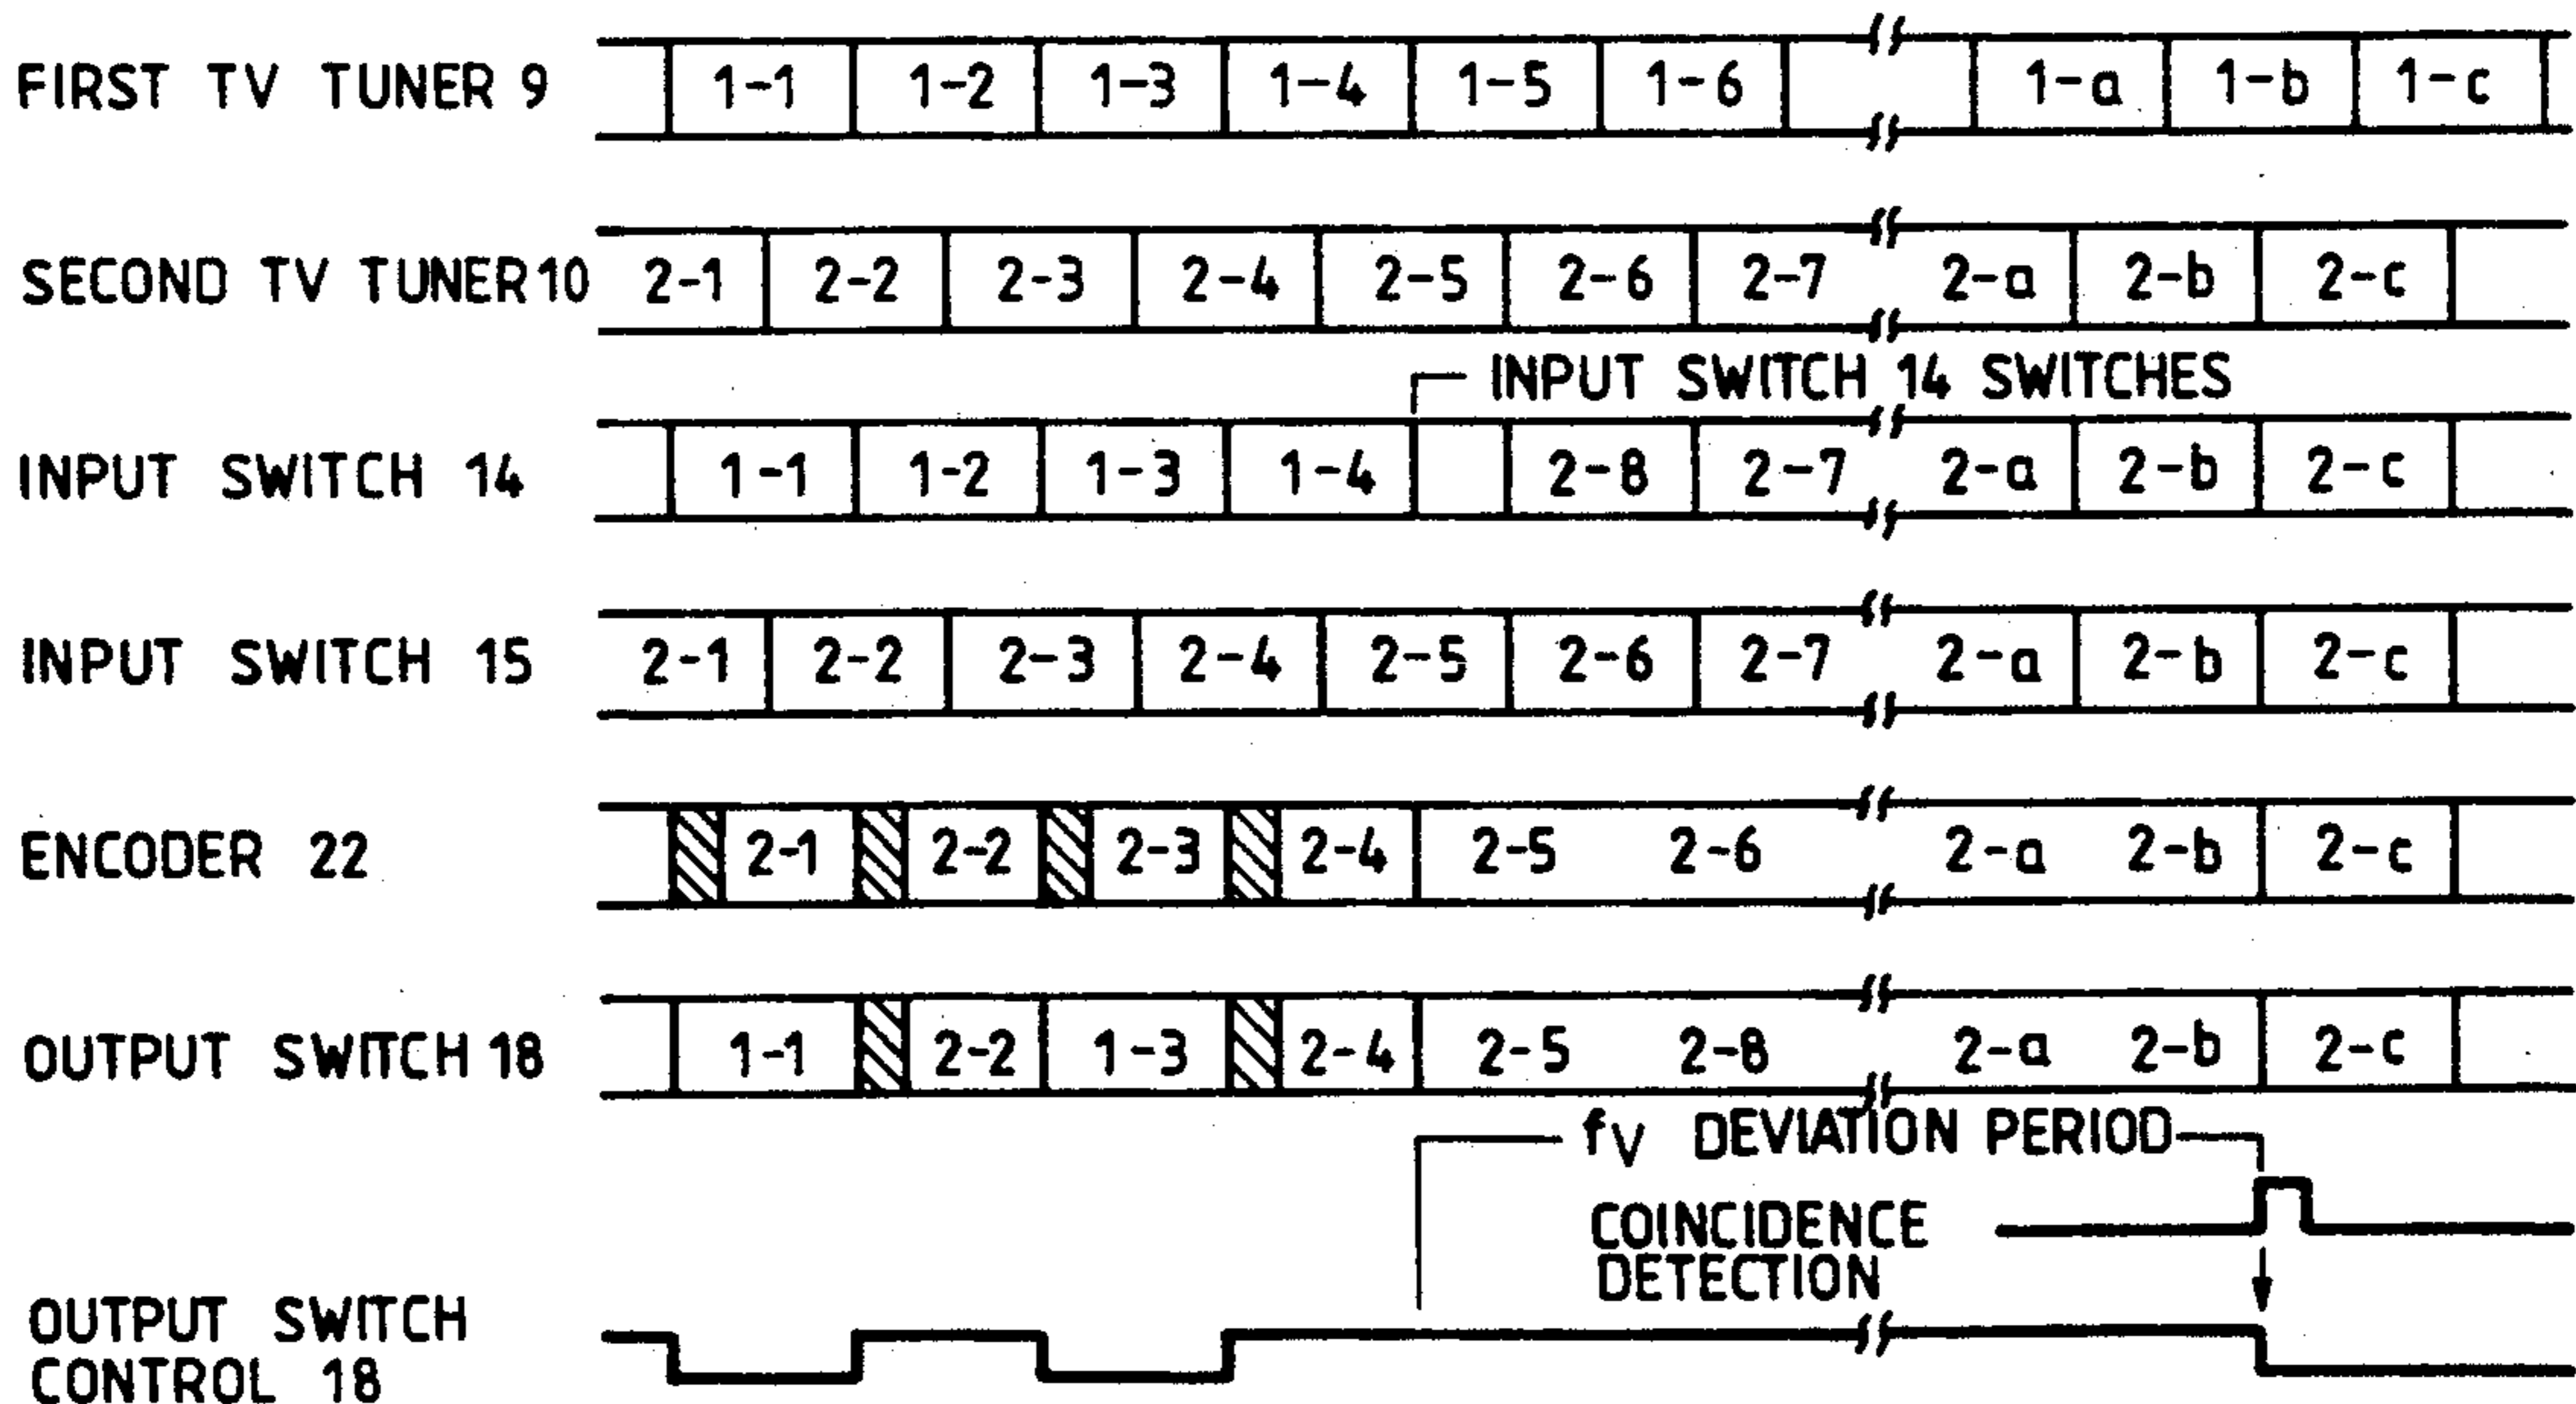 FIRST TV TUNER 9 1-1 1-2 1-3 1-4 1-5 1-6 1-a 1-b 1-c
SECOND TV TUNER 10 2-1 2-2 2-3 2-4 2-5 2-6 2-7 2-a 2-b 2-c
INPUT SWITCH 14 SWITCHES
INPUT SWITCH 14 1-1 1-2 1-3 1-4 2-8 2-7 2-a 2-b 2-c
INPUT SWITCH 15 2-1 2-2 2-3 2-4 2-5 2-6 2-7 2-a 2-b 2-c
ENCODER 22 2-1 2-2 2-3 2-4 2-5 2-6 2-a 2-b 2-c
OUTPUT SWITCH 18 1-1 2-2 1-3 2-4 2-5 2-8 2-a 2-b 2-c
fV DEVIATION PERIOD
COINCIDENCE
DETECTION
OUTPUT SWITCH
CONTROL 18